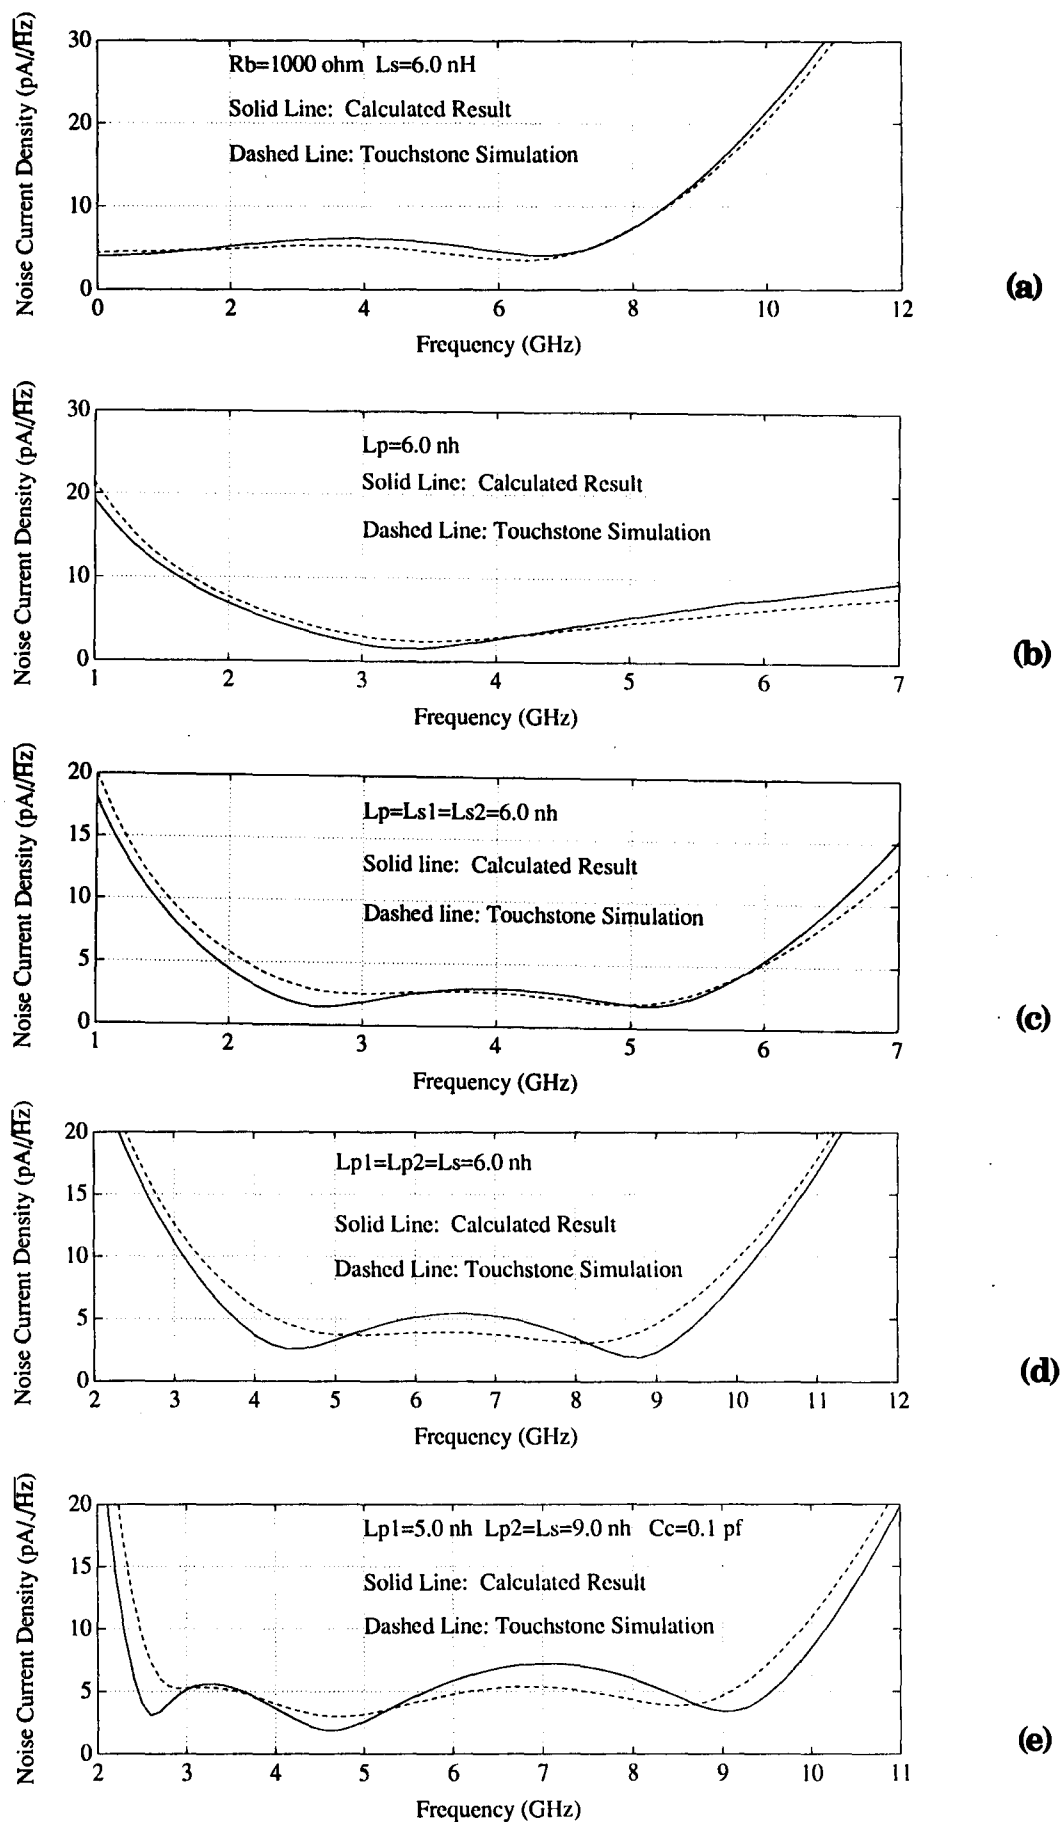 Noise Current Density (pA/√Hz)
30
20
10
0
Rb=1000 ohm Ls=6.0 nH
Solid Line: Calculated Result
Dashed Line: Touchstone Simulation
0 2 4 6 8 10 12
Frequency (GHz)
(a)
Noise Current Density (pA/√Hz)
30
20
10
0
Lp=6.0 nh
Solid Line: Calculated Result
Dashed Line: Touchstone Simulation
1 2 3 4 5 6 7
Frequency (GHz)
(b)
Noise Current Density (pA/√Hz)
20
15
10
5
0
Lp=Ls1=Ls2=6.0 nh
Solid line: Calculated Result
Dashed line: Touchstone Simulation
1 2 3 4 5 6 7
Frequency (GHz)
(c)
Noise Current Density (pA/√Hz)
20
15
10
5
0
Lp1=Lp2=Ls=6.0 nh
Solid Line: Calculated Result
Dashed Line: Touchstone Simulation
2 3 4 5 6 7 8 9 10 11 12
Frequency (GHz)
(d)
Noise Current Density (pA/√Hz)
20
15
10
5
0
Lp1=5.0 nh Lp2=Ls=9.0 nh Cc=0.1 pf
Solid Line: Calculated Result
Dashed Line: Touchstone Simulation
2 3 4 5 6 7 8 9 10 11
Frequency (GHz)
(e)